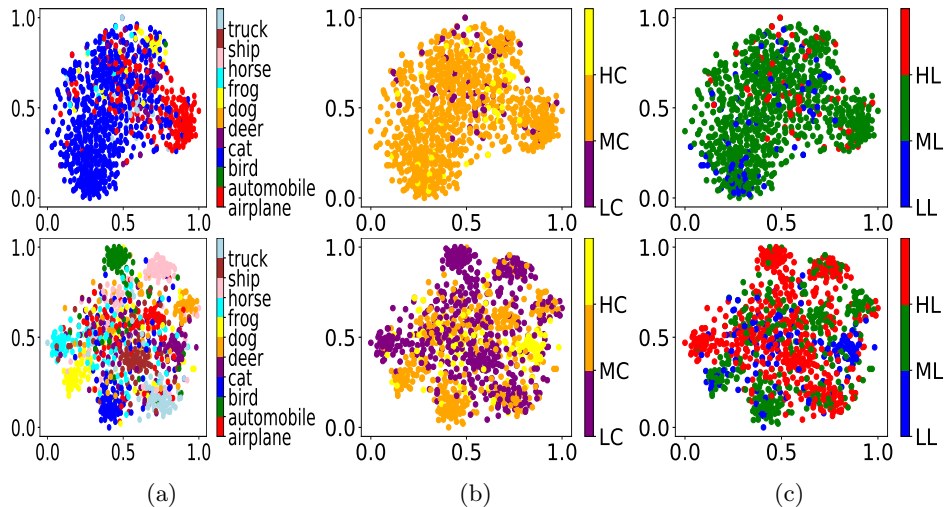 1.0
0.5
0.0
0.0 0.5 1.0
truck
ship
horse
frog
dog
deer
cat
bird
automobile
airplane
1.0
0.5
0.0
0.0 0.5 1.0
HC
MC
LC
1.0
0.5
0.0
0.0 0.5 1.0
HL
ML
LL
1.0
0.5
0.0
0.0 0.5 1.0
truck
ship
horse
frog
dog
deer
cat
bird
automobile
airplane
1.0
0.5
0.0
0.0 0.5 1.0
HC
MC
LC
1.0
0.5
0.0
0.0 0.5 1.0
HL
ML
LL
(a) (b) (c)